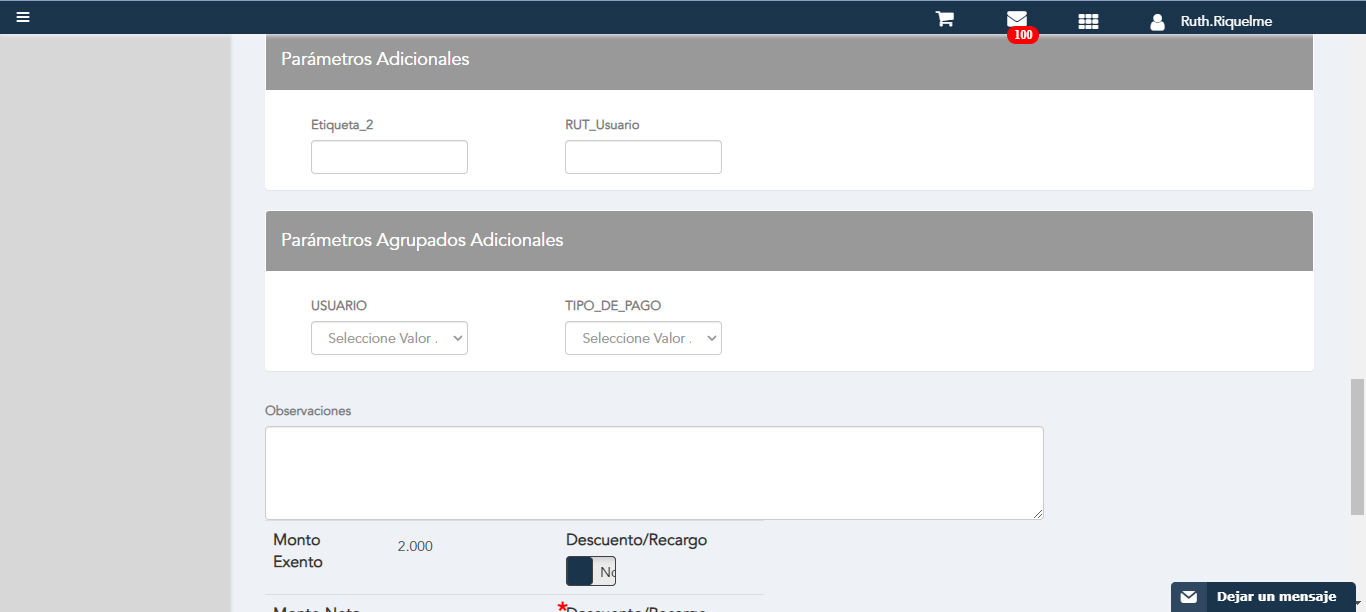 Ruth.Riquelme
100
Parámetros Adicionales
Etiqueta_2 RUT_Usuario
Parámetros Agrupados Adicionales
USUARIO TIPO_DE_PAGO
Seleccione Valor . Seleccione Valor .
Observaciones
Monto Exento 2.000 Descuento/Recargo
No
Monto Neto *Descuento/Recargo
Dejar un mensaje